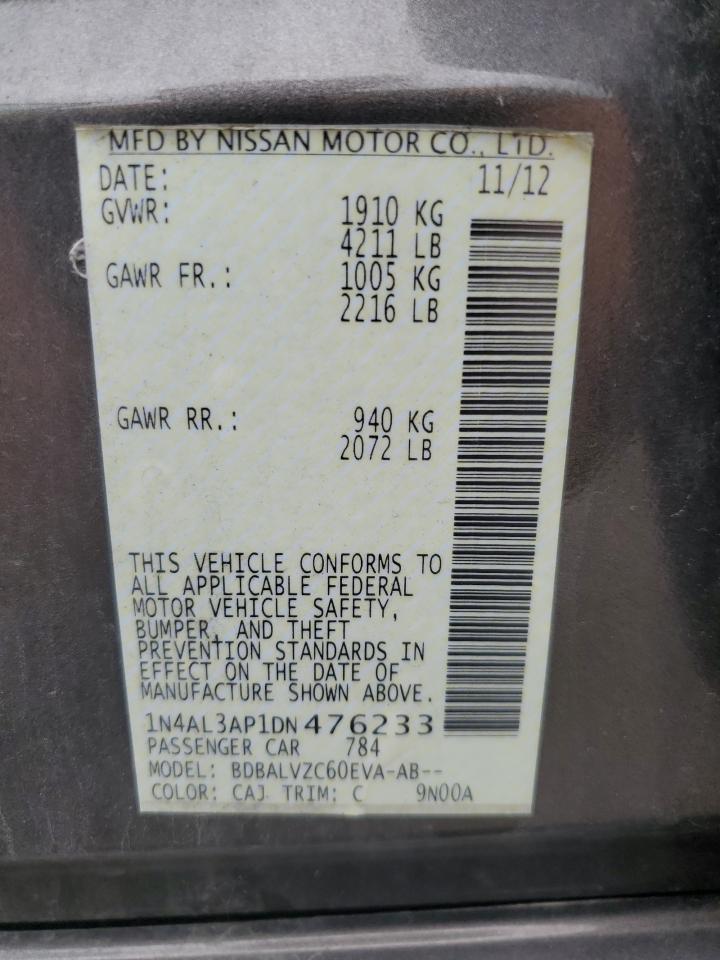 MFD BY NISSAN MOTOR CO., LTD.
DATE: 11/12
GVWR: 1910 KG
4211 LB
GAWR FR.: 1005 KG
2216 LB
GAWR RR.: 940 KG
2072 LB
THIS VEHICLE CONFORMS TO
ALL APPLICABLE FEDERAL
MOTOR VEHICLE SAFETY,
BUMPER, AND THEFT
PREVENTION STANDARDS IN
EFFECT ON THE DATE OF
MANUFACTURE SHOWN ABOVE.
1N4AL3AP1DN476233
PASSENGER CAR 784
MODEL: BDBALVZC60EVA-AB--
COLOR: CAJ TRIM: C 9N00A